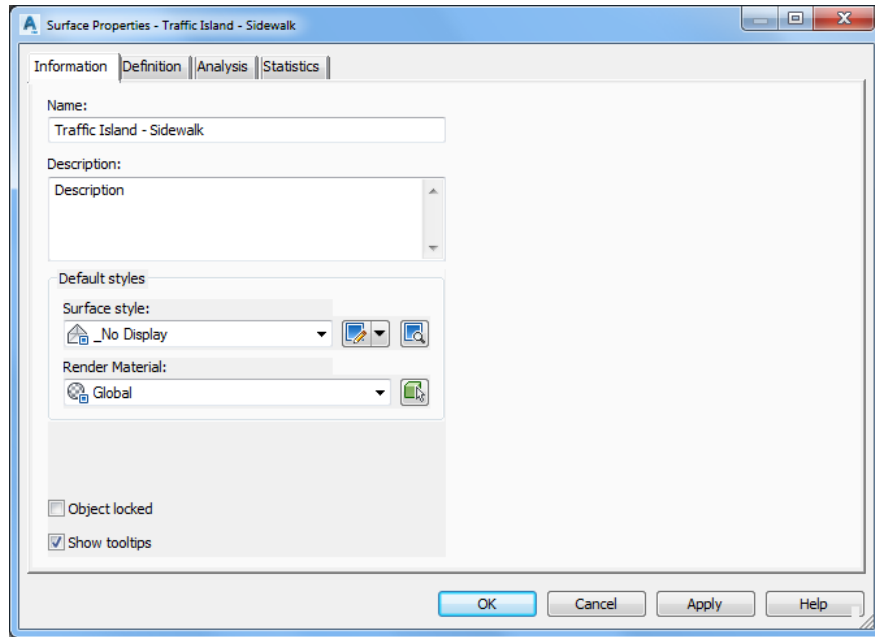 Surface Properties - Traffic Island - Sidewalk
Information Definition Analysis Statistics
Name:
Traffic Island - Sidewalk
Description:
Description
Default styles
Surface style:
_No Display
Render Material:
Global
Object locked
Show tooltips
OK Cancel Apply Help